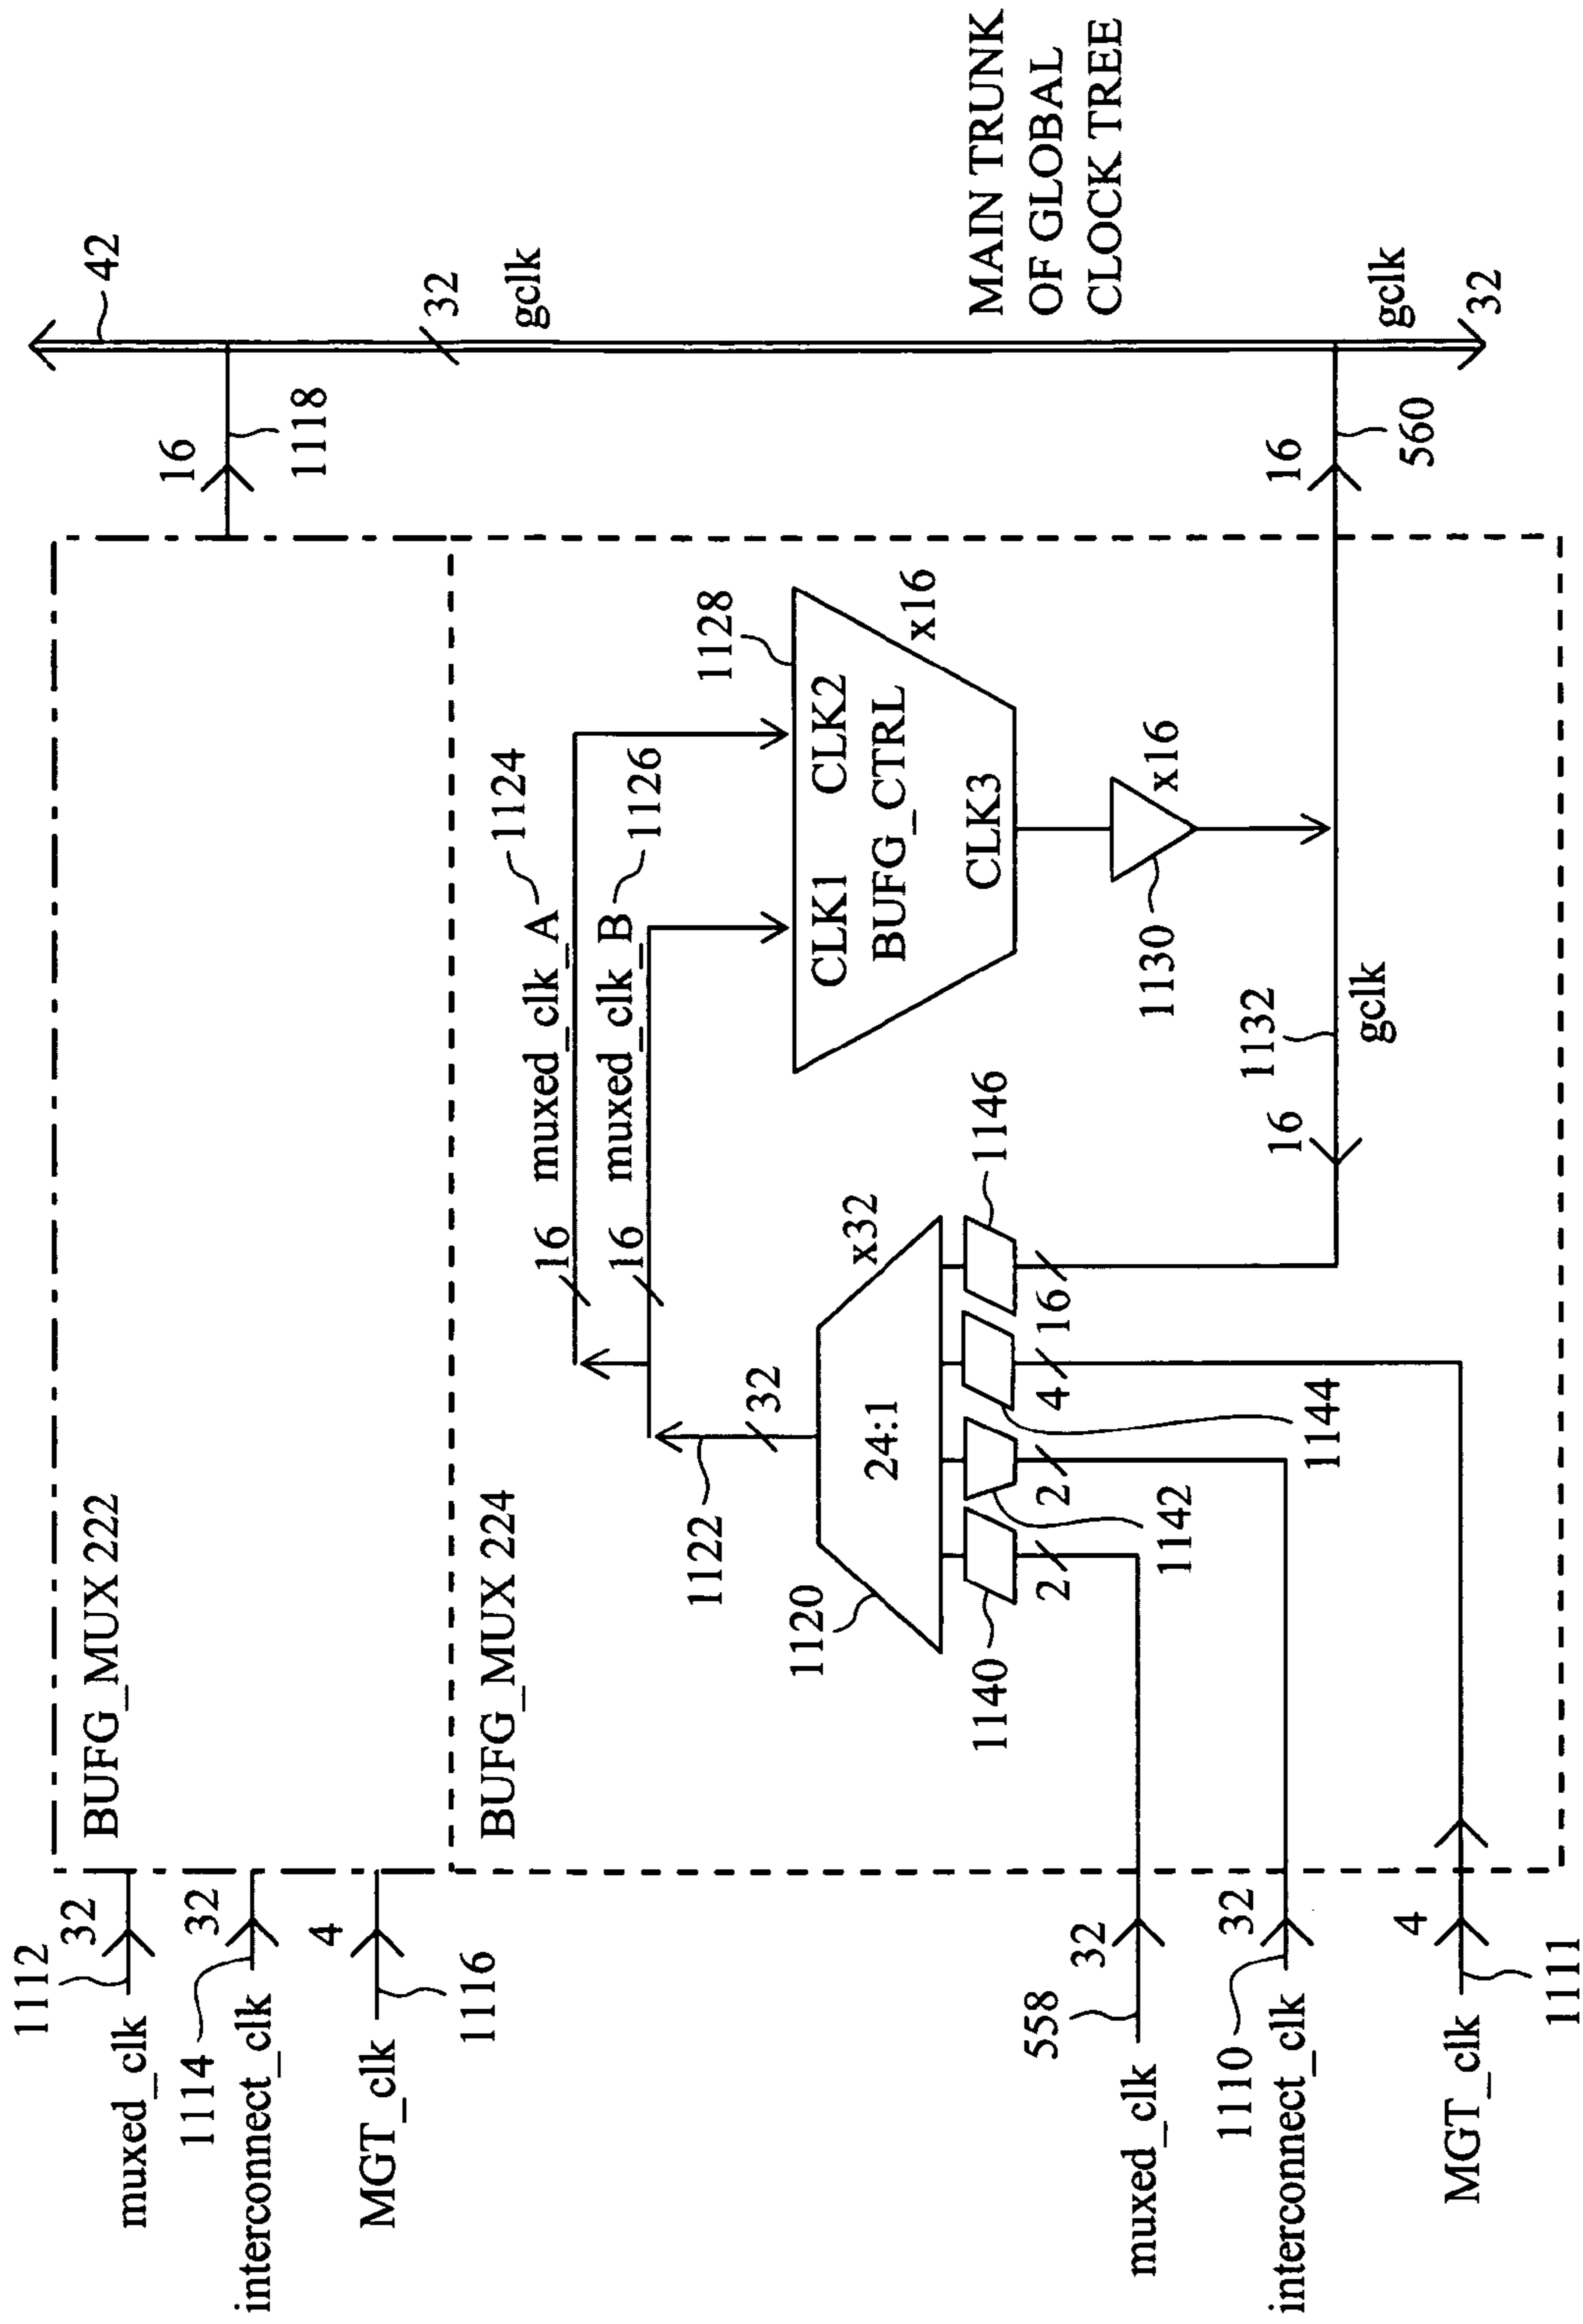 1112
32
muxed_clk
1114
32
interconnect_clk
4
MGT_clk
1116
BUFG_MUX 222
16
1118
42
32
gclk
BUFG_MUX 224
16
muxed_clk_A
1124
16
muxed_clk_B
1126
1122
32
1128
CLK1
CLK2
BUFG_CTRL
CLK3
x16
1120
24:1
x32
1140
1142
1144
1146
2
2
4
16
1130
x16
16
1132
gclk
16
560
MAIN TRUNK
OF GLOBAL
CLOCK TREE
gclk
32
558
32
muxed_clk
1110
32
interconnect_clk
4
MGT_clk
1111